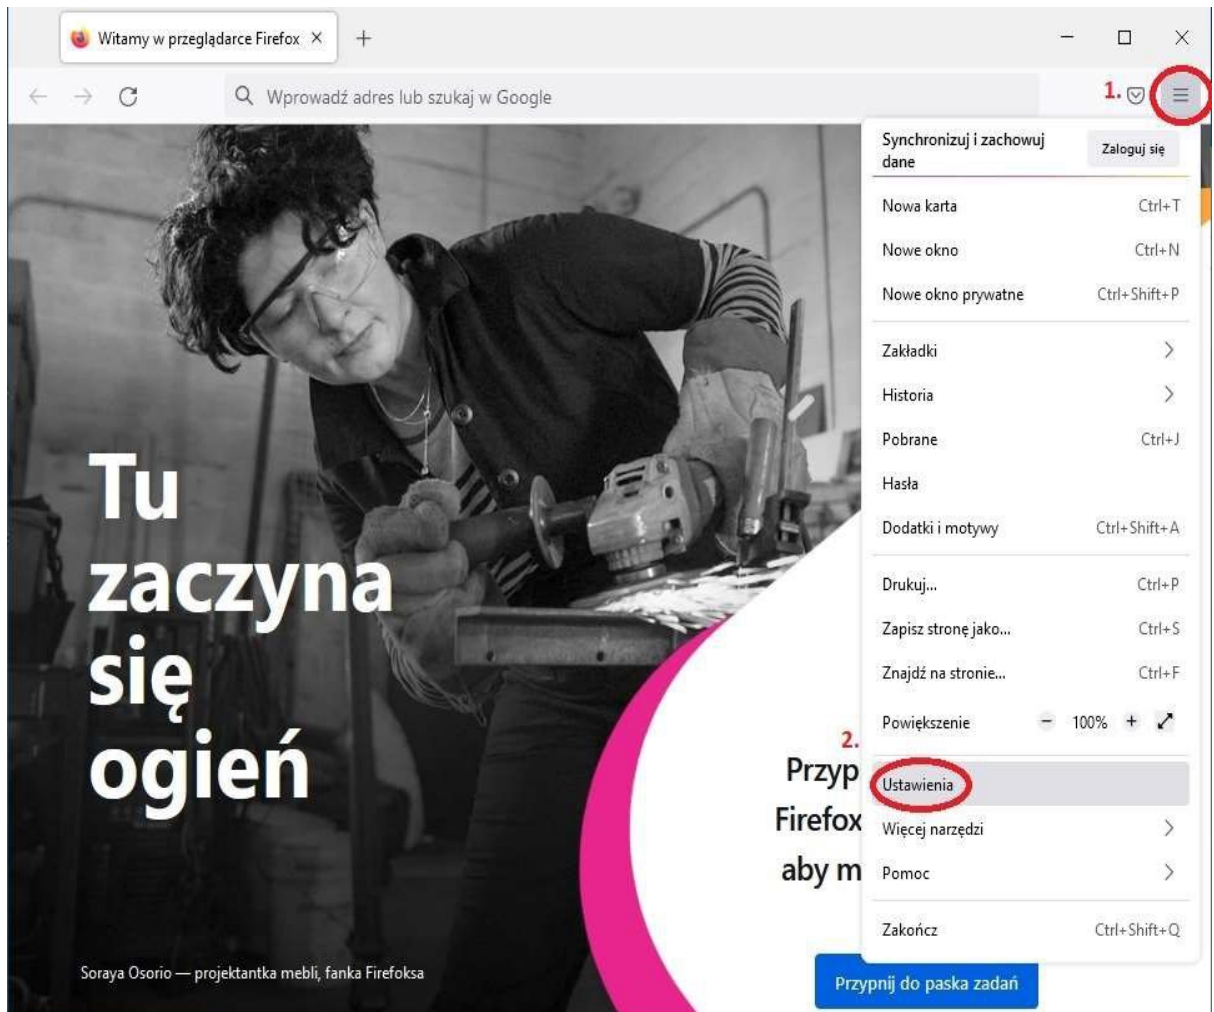 Witamy w przeglądarce Firefox
Wprowadź adres lub szukaj w Google
1.
Synchronizuj i zachowuj
dane
Zaloguj się
Nowa karta Ctrl+T
Nowe okno Ctrl+N
Nowe okno prywatne Ctrl+Shift+P
Zakładki
Historia
Pobrane Ctrl+J
Hasła
Dodatki i motywy Ctrl+Shift+A
Drukuj... Ctrl+P
Zapisz stronę jako... Ctrl+S
Znajdź na stronie... Ctrl+F
Powiększenie − 100% +
2.
Ustawienia
Więcej narzędzi
Pomoc
Zakończ Ctrl+Shift+Q
Tu
zaczyna
się
ogień
Soraya Osorio — projektantka mebli, fanka Firefoksa
Przyp
Firefox
aby m
Przypnij do paska zadań